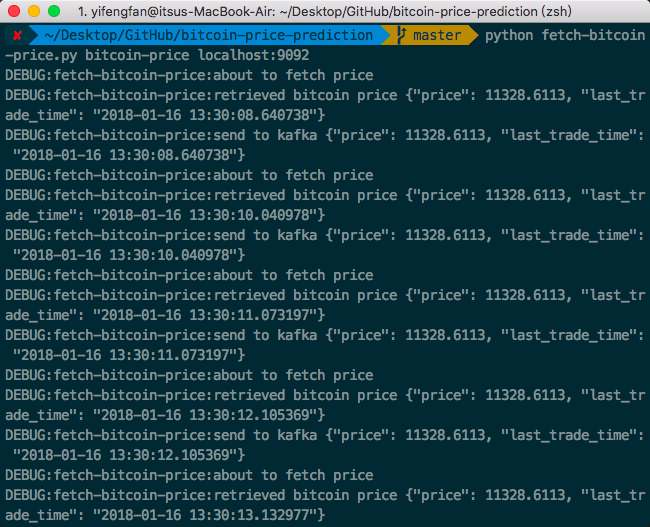 1. yifengfan@itsus-MacBook-Air: ~/Desktop/GitHub/bitcoin-price-prediction (zsh)
✘ ~/Desktop/GitHub/bitcoin-price-prediction master python fetch-bitcoin
-price.py bitcoin-price localhost:9092
DEBUG:fetch-bitcoin-price:about to fetch price
DEBUG:fetch-bitcoin-price:retrieved bitcoin price {"price": 11328.6113, "last_tr
ade_time": "2018-01-16 13:30:08.640738"}
DEBUG:fetch-bitcoin-price:send to kafka {"price": 11328.6113, "last_trade_time":
"2018-01-16 13:30:08.640738"}
DEBUG:fetch-bitcoin-price:about to fetch price
DEBUG:fetch-bitcoin-price:retrieved bitcoin price {"price": 11328.6113, "last_tr
ade_time": "2018-01-16 13:30:10.040978"}
DEBUG:fetch-bitcoin-price:send to kafka {"price": 11328.6113, "last_trade_time":
"2018-01-16 13:30:10.040978"}
DEBUG:fetch-bitcoin-price:about to fetch price
DEBUG:fetch-bitcoin-price:retrieved bitcoin price {"price": 11328.6113, "last_tr
ade_time": "2018-01-16 13:30:11.073197"}
DEBUG:fetch-bitcoin-price:send to kafka {"price": 11328.6113, "last_trade_time":
"2018-01-16 13:30:11.073197"}
DEBUG:fetch-bitcoin-price:about to fetch price
DEBUG:fetch-bitcoin-price:retrieved bitcoin price {"price": 11328.6113, "last_tr
ade_time": "2018-01-16 13:30:12.105369"}
DEBUG:fetch-bitcoin-price:send to kafka {"price": 11328.6113, "last_trade_time":
"2018-01-16 13:30:12.105369"}
DEBUG:fetch-bitcoin-price:about to fetch price
DEBUG:fetch-bitcoin-price:retrieved bitcoin price {"price": 11328.6113, "last_tr
ade_time": "2018-01-16 13:30:13.132977"}